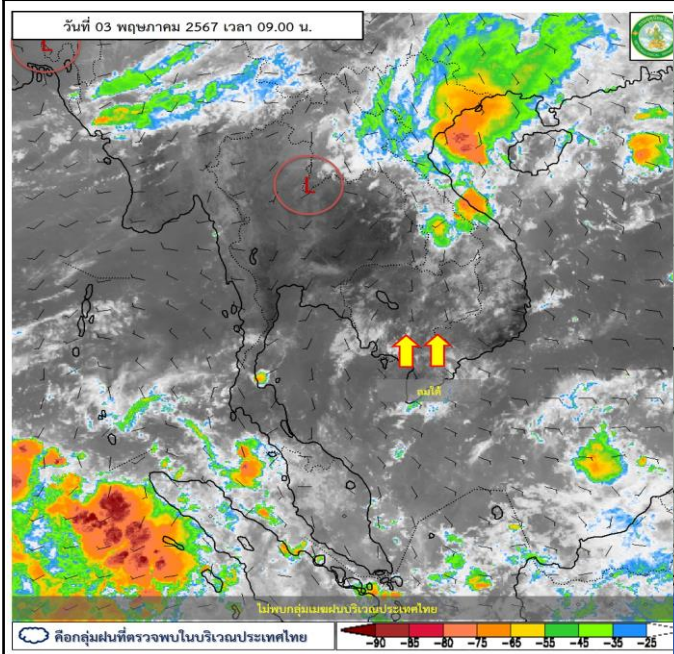 วันที่ 03 พฤษภาคม 2567 เวลา 09.00 น.
L
L
ลมใต้
ไม่พบกลุ่มเมฆฝนบริเวณประเทศไทย
คือกลุ่มฝนที่ตรวจพบในบริเวณประเทศไทย
-90 -85 -80 -75 -65 -55 -45 -35 -25